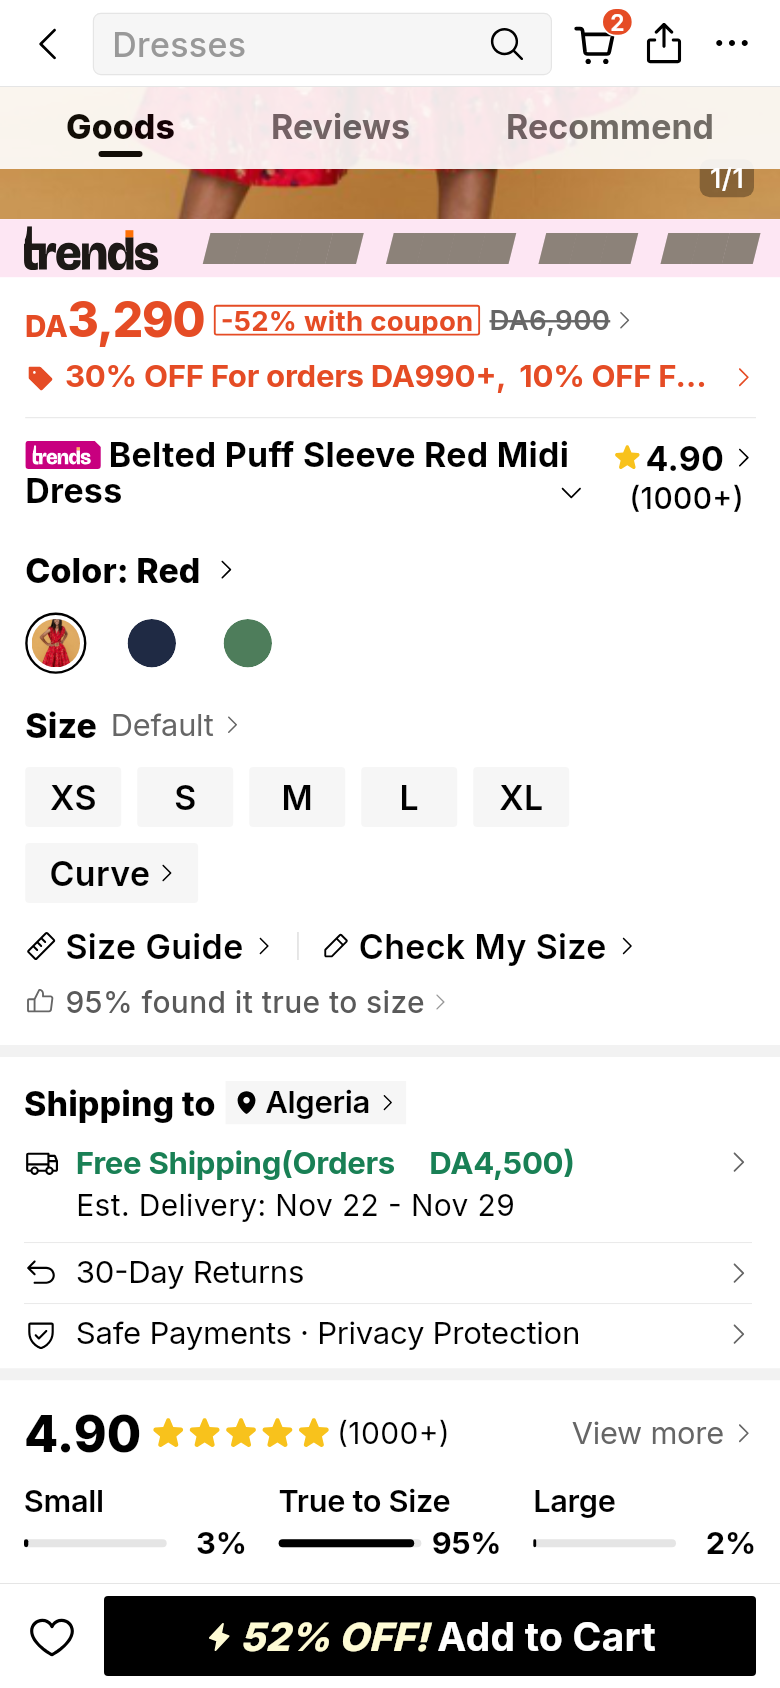 Dresses
2
Goods Reviews Recommend
1/1
trends
DA3,290 -52% with coupon DA6,900
30% OFF For orders DA990+, 10% OFF F...
trends Belted Puff Sleeve Red Midi
Dress
4.90
(1000+)
Color: Red
Size Default
XS S M L XL
Curve
Size Guide Check My Size
95% found it true to size
Shipping to Algeria
Free Shipping(Orders DA4,500)
Est. Delivery: Nov 22 - Nov 29
30-Day Returns
Safe Payments · Privacy Protection
4.90 (1000+) View more
Small True to Size Large
3% 95% 2%
52% OFF! Add to Cart